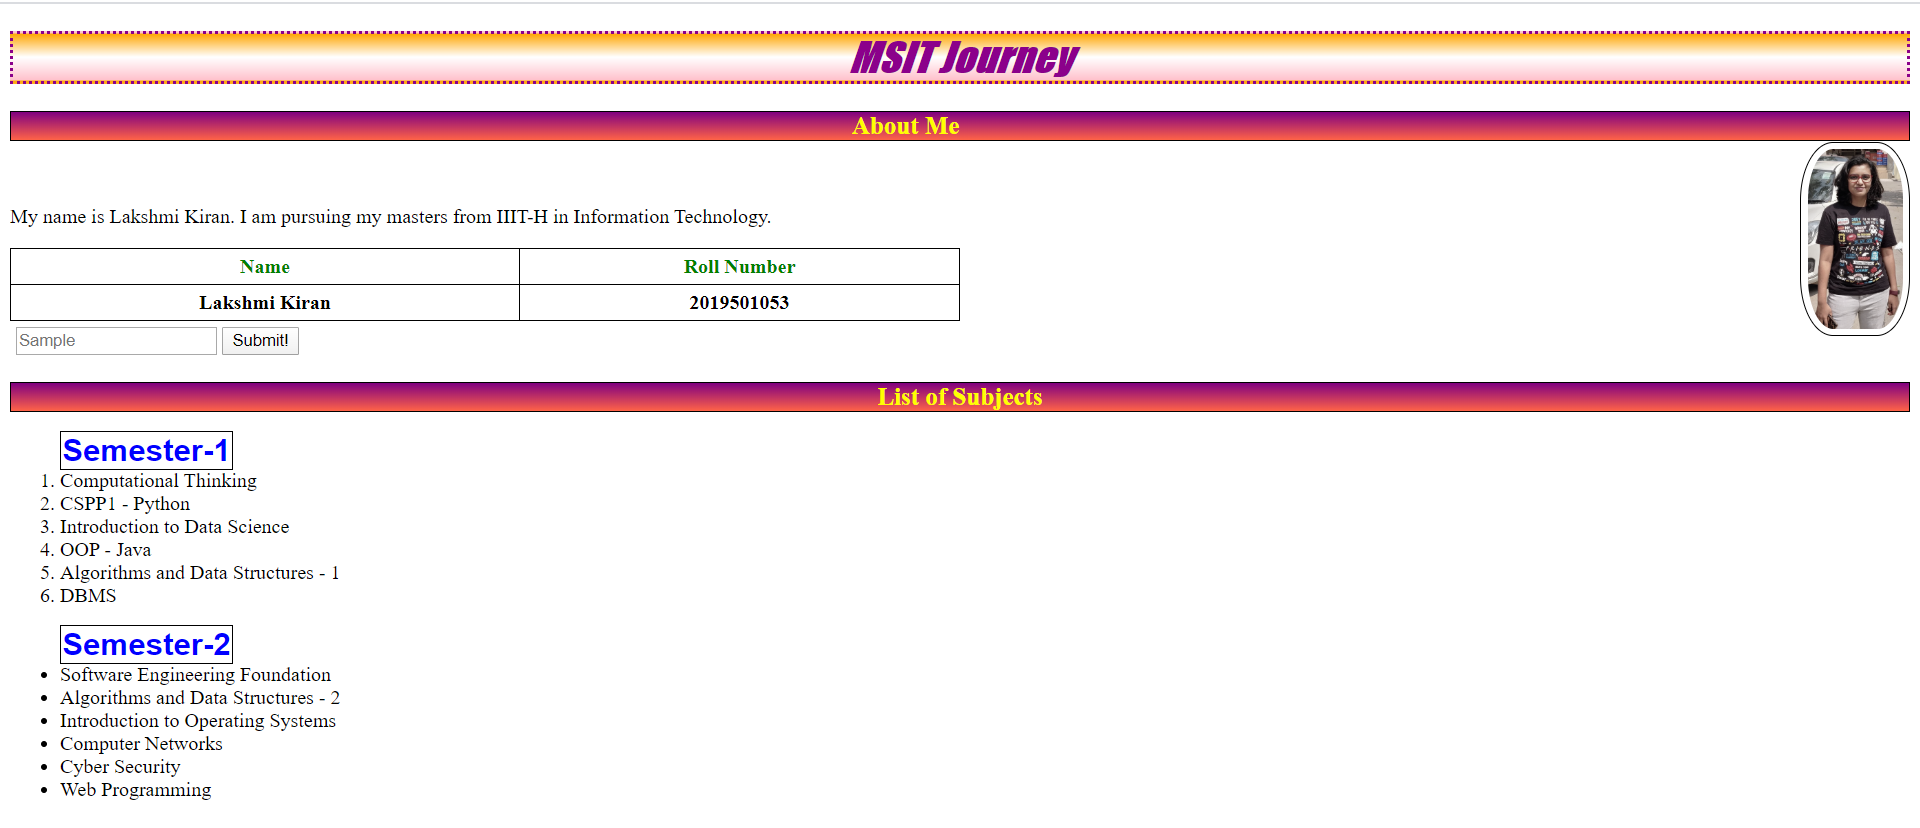 MSIT Journey
About Me
My name is Lakshmi Kiran. I am pursuing my masters from IIIT-H in Information Technology.
Name Roll Number
Lakshmi Kiran 2019501053
Sample Submit!
List of Subjects
Semester-1
1. Computational Thinking
2. CSPP1 - Python
3. Introduction to Data Science
4. OOP - Java
5. Algorithms and Data Structures - 1
6. DBMS
Semester-2
• Software Engineering Foundation
• Algorithms and Data Structures - 2
• Introduction to Operating Systems
• Computer Networks
• Cyber Security
• Web Programming